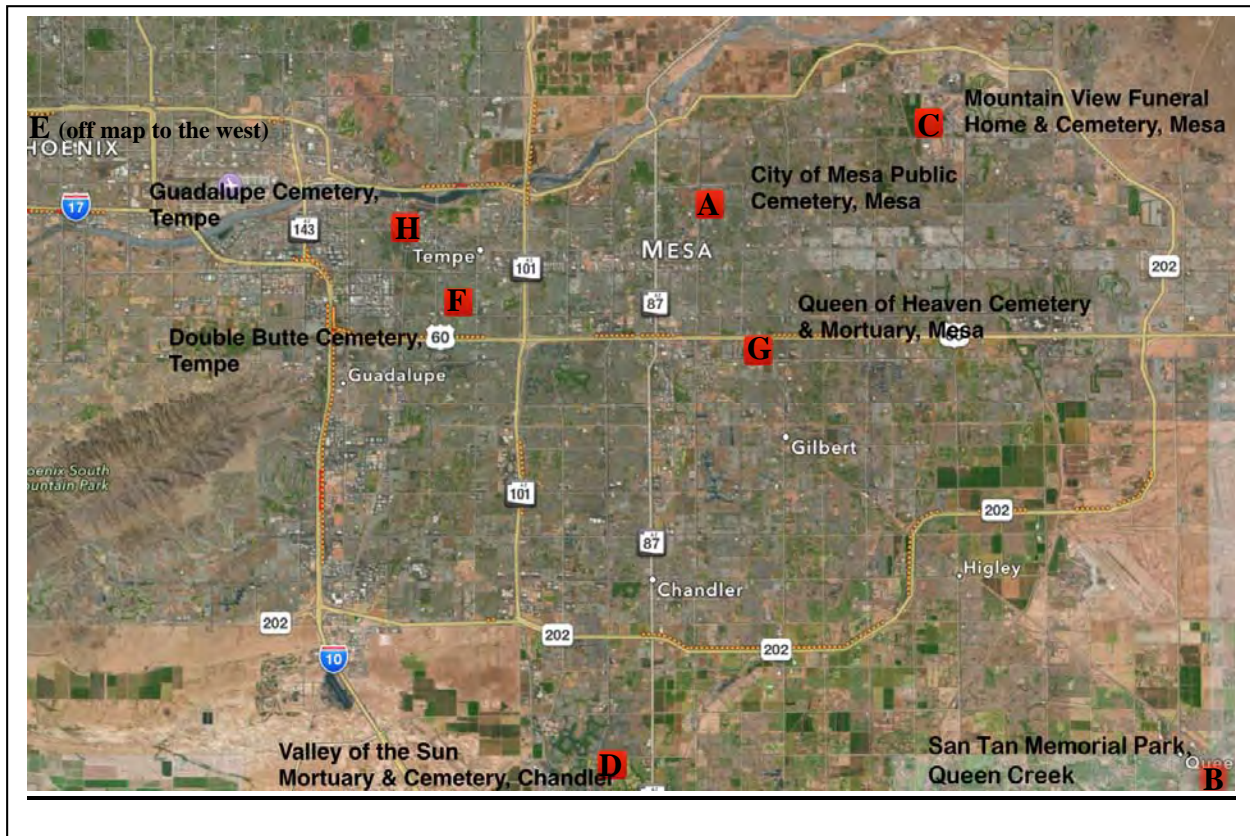 C
Mountain View Funeral
Home & Cemetery, Mesa
E (off map to the west)
HOENIX
Guadalupe Cemetery,
Tempe
City of Mesa Public
Cemetery, Mesa
A
17
143
H
Tempe
MESA
101
202
F
87
Queen of Heaven Cemetery
& Mortuary, Mesa
Double Butte Cemetery,
Tempe
60
G
60
Guadalupe
Gilbert
oenix South
untain Park
101
202
87
Higley
Chandler
202
202
202
10
Valley of the Sun
Mortuary & Cemetery, Chandler
D
San Tan Memorial Park,
Queen Creek
Quee
B
87